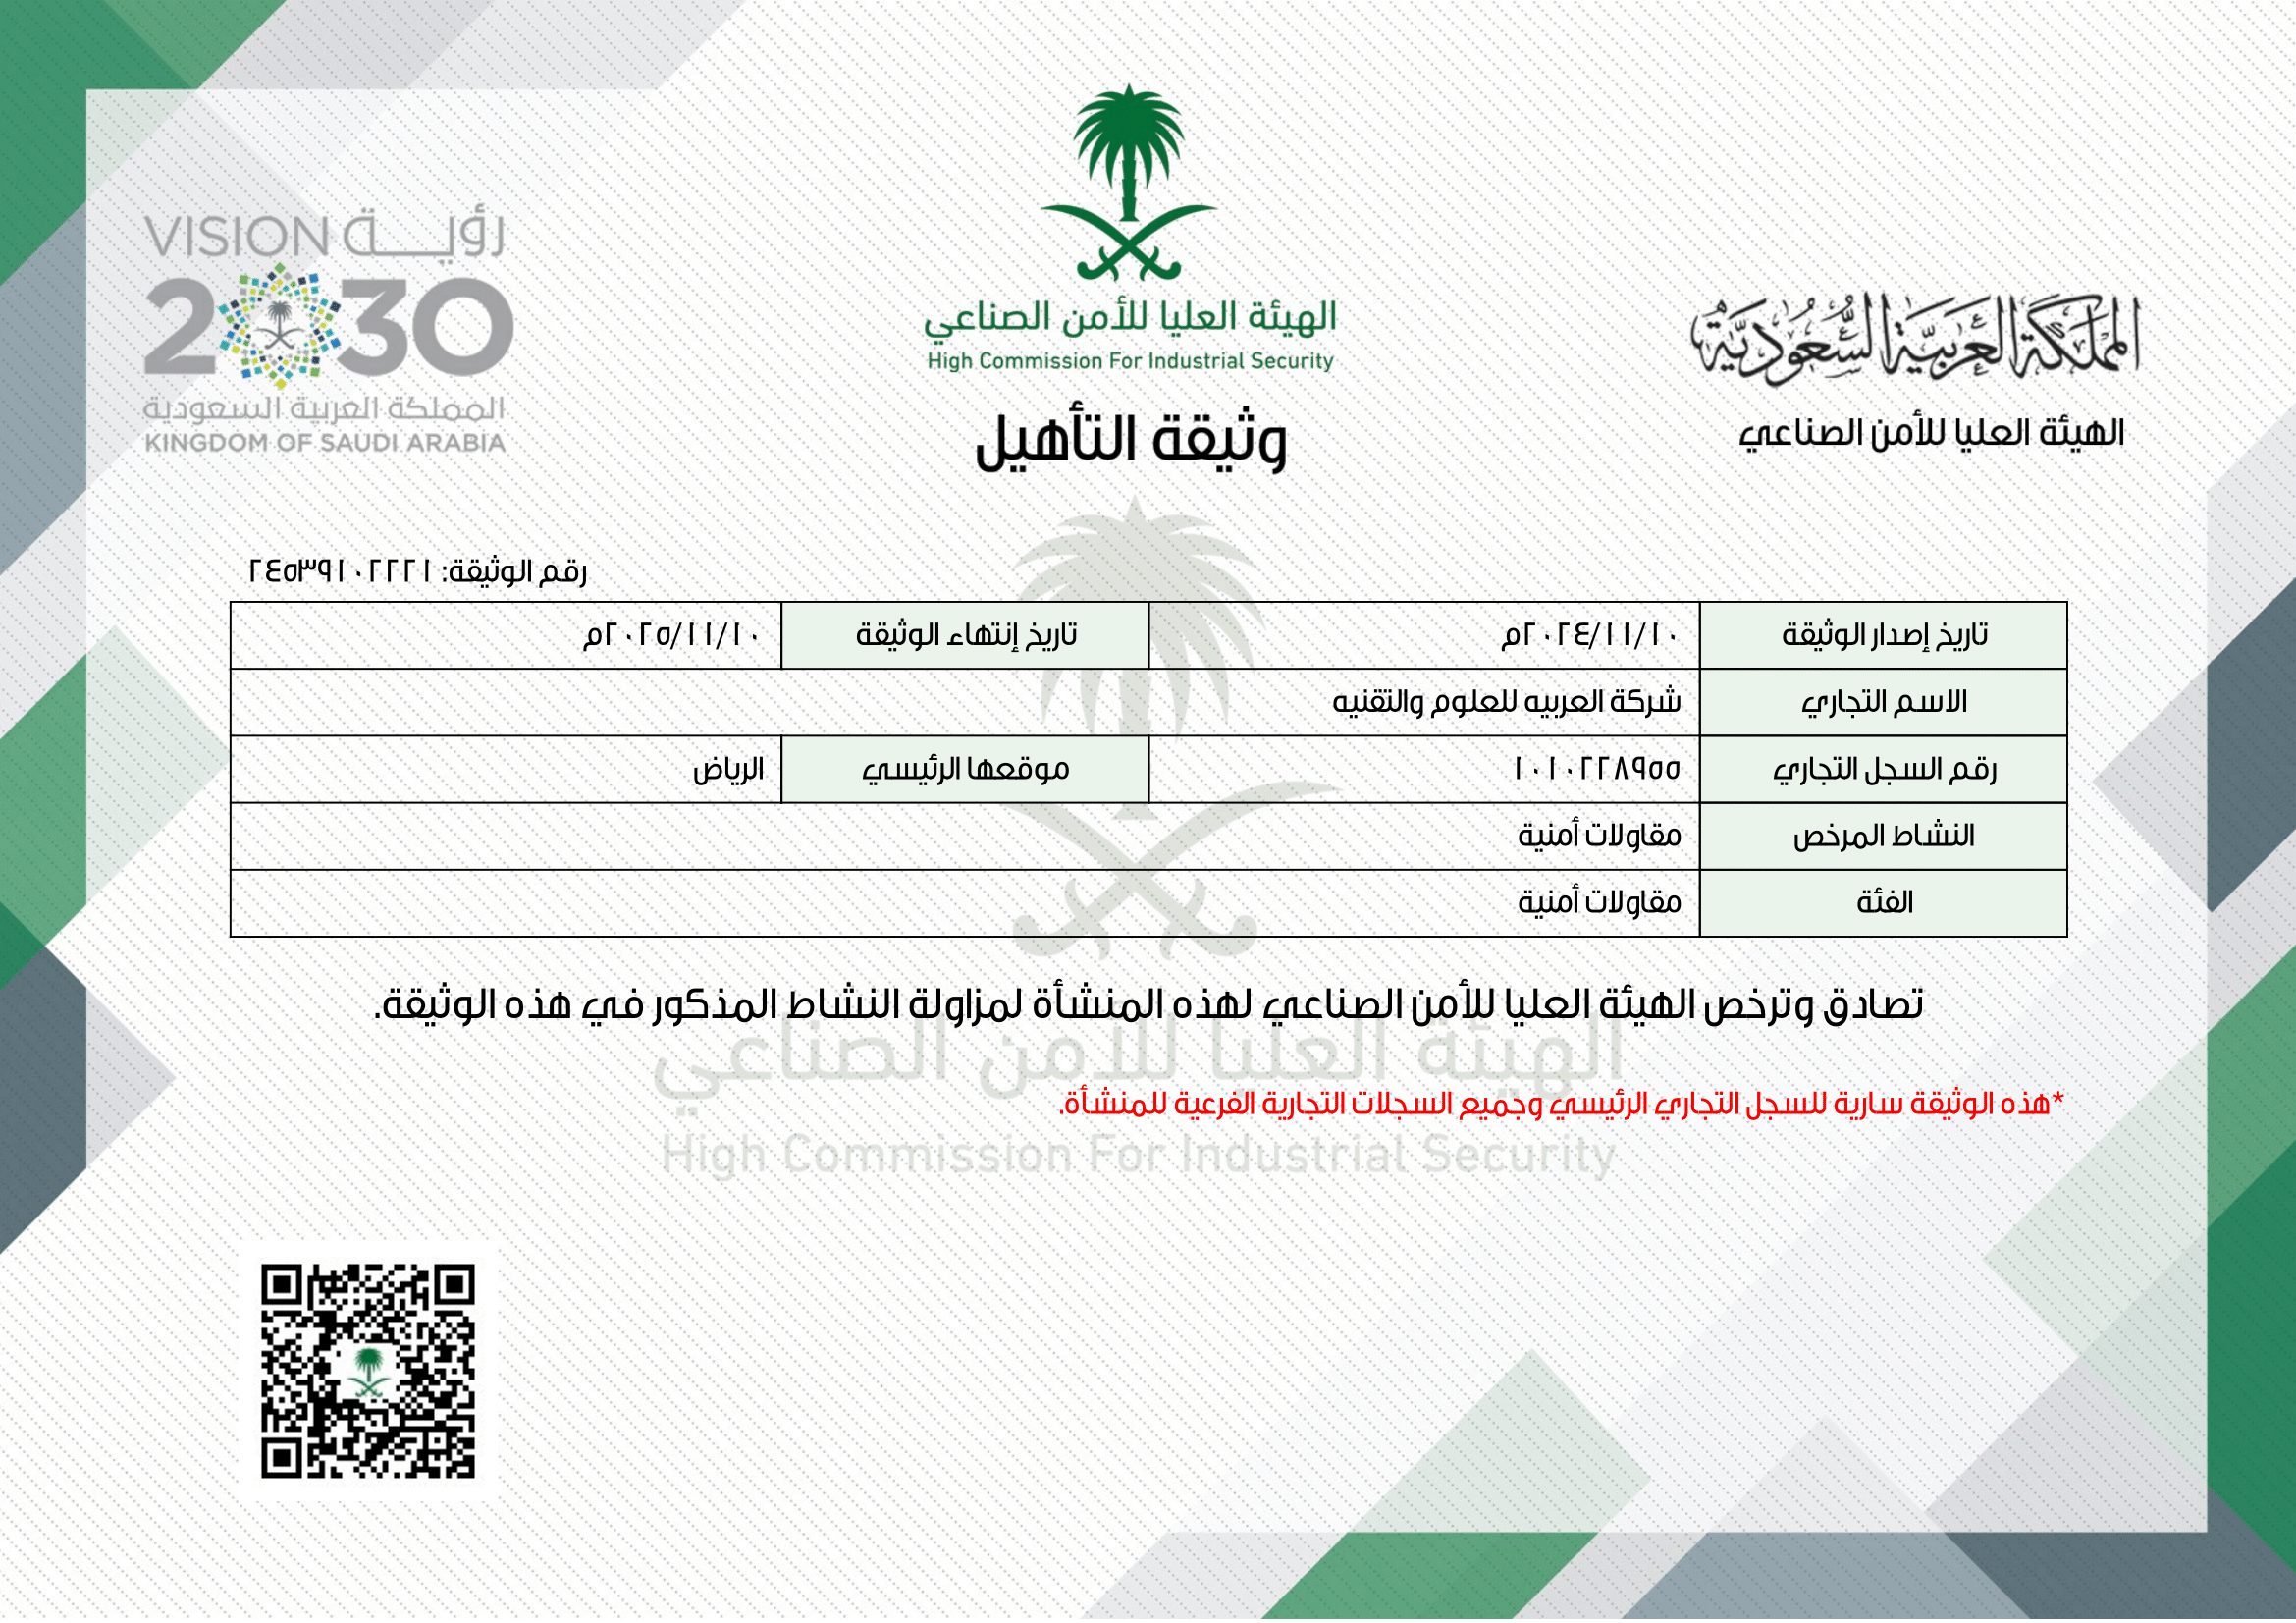 رؤيـــة VISION
2030
المملكة العربية السعودية
KINGDOM OF SAUDI ARABIA
الهيئة العليا للأمن الصناعي
High Commission For Industrial Security
وثيقة التأهيل
المملكة العربية السعودية
الهيئة العليا للأمن الصناعي
رقم الوثيقة: ٢٤٥٣٩١٠٢٢٢١
تاريخ إصدار الوثيقة ٢٠٢٤/١١/١٠م تاريخ إنتهاء الوثيقة ٢٠٢٥/١١/١٠م
الاسم التجاري شركة العربيه للعلوم والتقنيه
رقم السجل التجاري ١٠١٠٢٢٨٩٥٥ موقعها الرئيسي الرياض
النشاط المرخص مقاولات أمنية
الفئة مقاولات أمنية
تصادق وترخص الهيئة العليا للأمن الصناعي لهذه المنشأة لمزاولة النشاط المذكور في هذه الوثيقة.
الهيئة العليا للأمن الصناعي
*هذه الوثيقة سارية للسجل التجاري الرئيسي وجميع السجلات التجارية الفرعية للمنشأة.
High Commission For Industrial Security